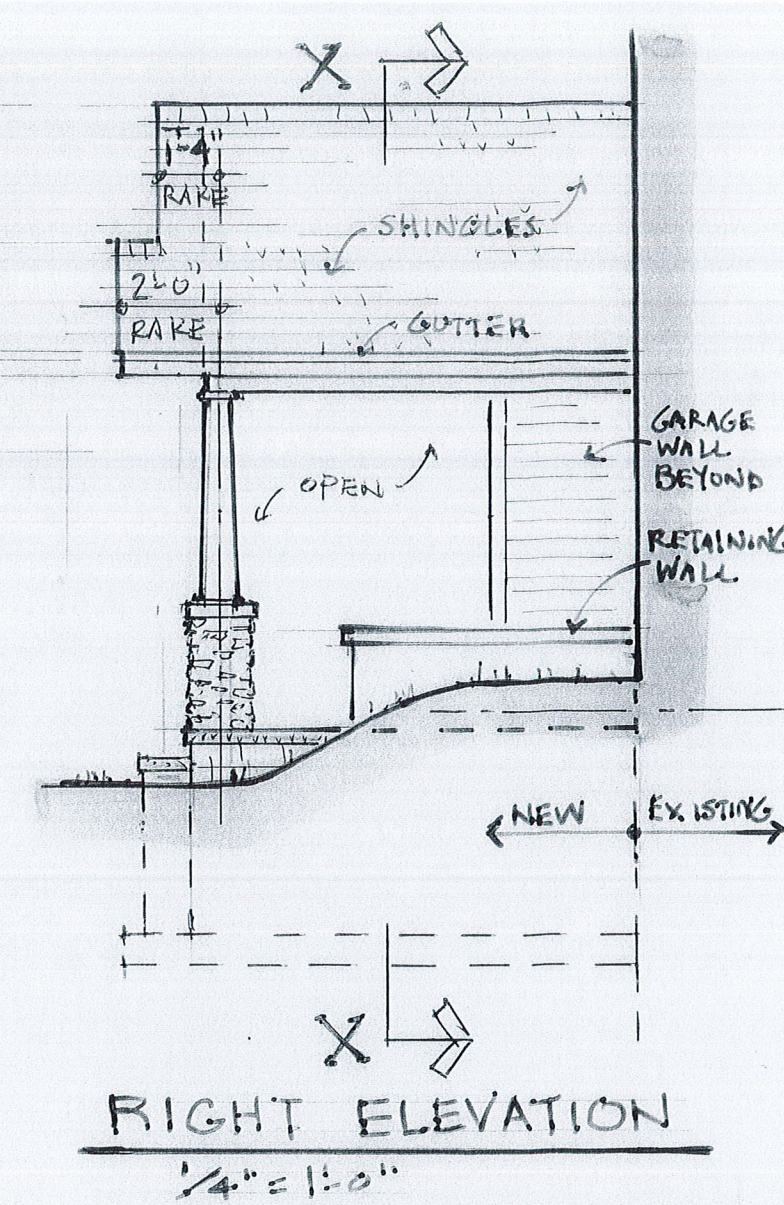 X
1'-4"
RAKE
SHINGLES
2'-0"
RAKE
GUTTER
GARAGE
WALL
BEYOND
OPEN
RETAINING
WALL
NEW
EXISTING
X
RIGHT ELEVATION
1/4" = 1'-0"